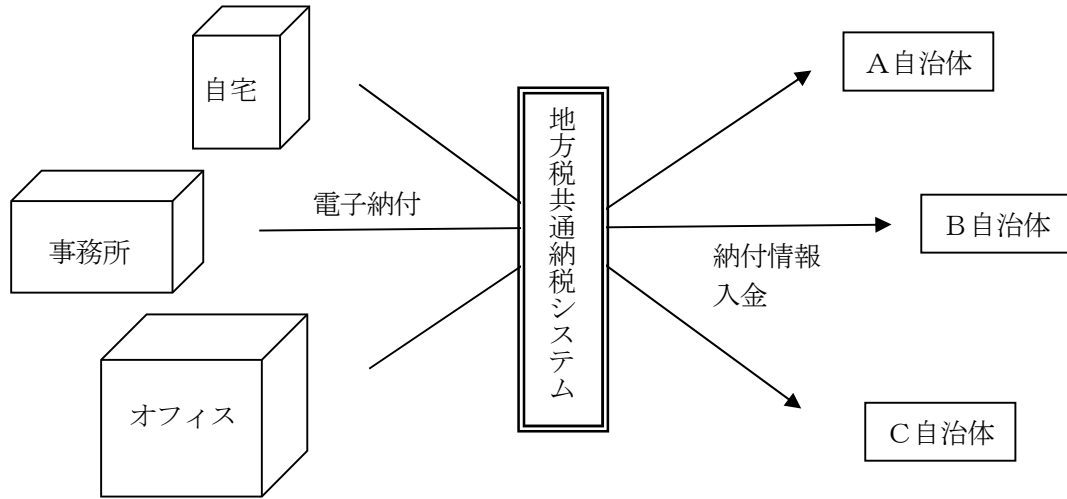 自宅
事務所
オフィス
電子納付
地方税共通納税システム
納付情報
入金
Ａ自治体
Ｂ自治体
Ｃ自治体